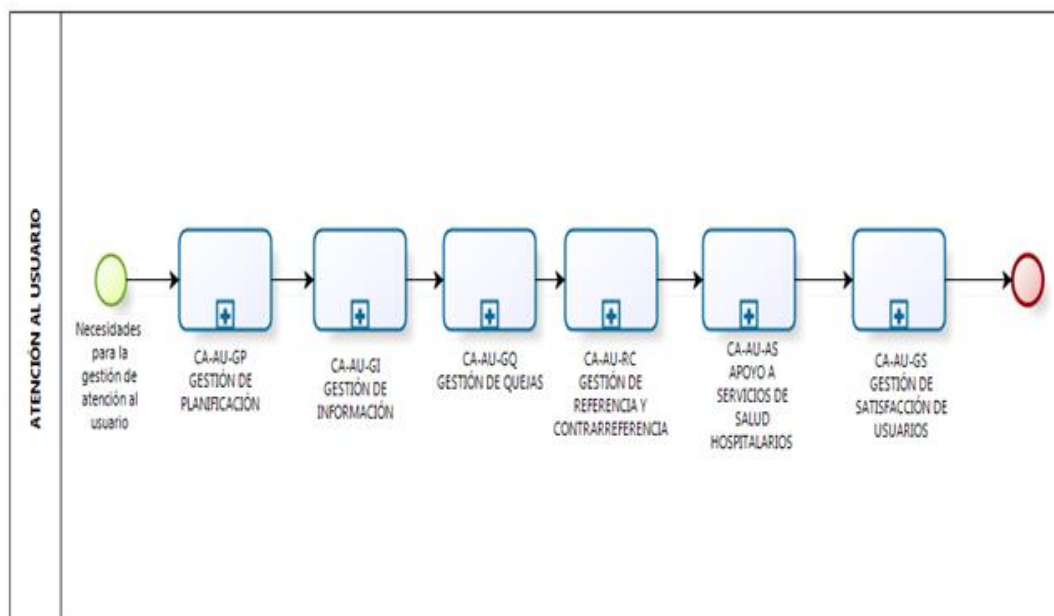 ATENCIÓN AL USUARIO
Necesidades
para la
gestión de
atención al
usuario
CA-AU-GP
GESTIÓN DE
PLANIFICACIÓN
CA-AU-GI
GESTIÓN DE
INFORMACIÓN
CA-AU-GQ
GESTIÓN DE QUEJAS
CA-AU-RC
GESTIÓN DE
REFERENCIA Y
CONTRARREFERENCIA
CA-AU-AS
APOYO A
SERVICIOS DE
SALUD
HOSPITALARIOS
CA-AU-GS
GESTIÓN DE
SATISFACCIÓN DE
USUARIOS